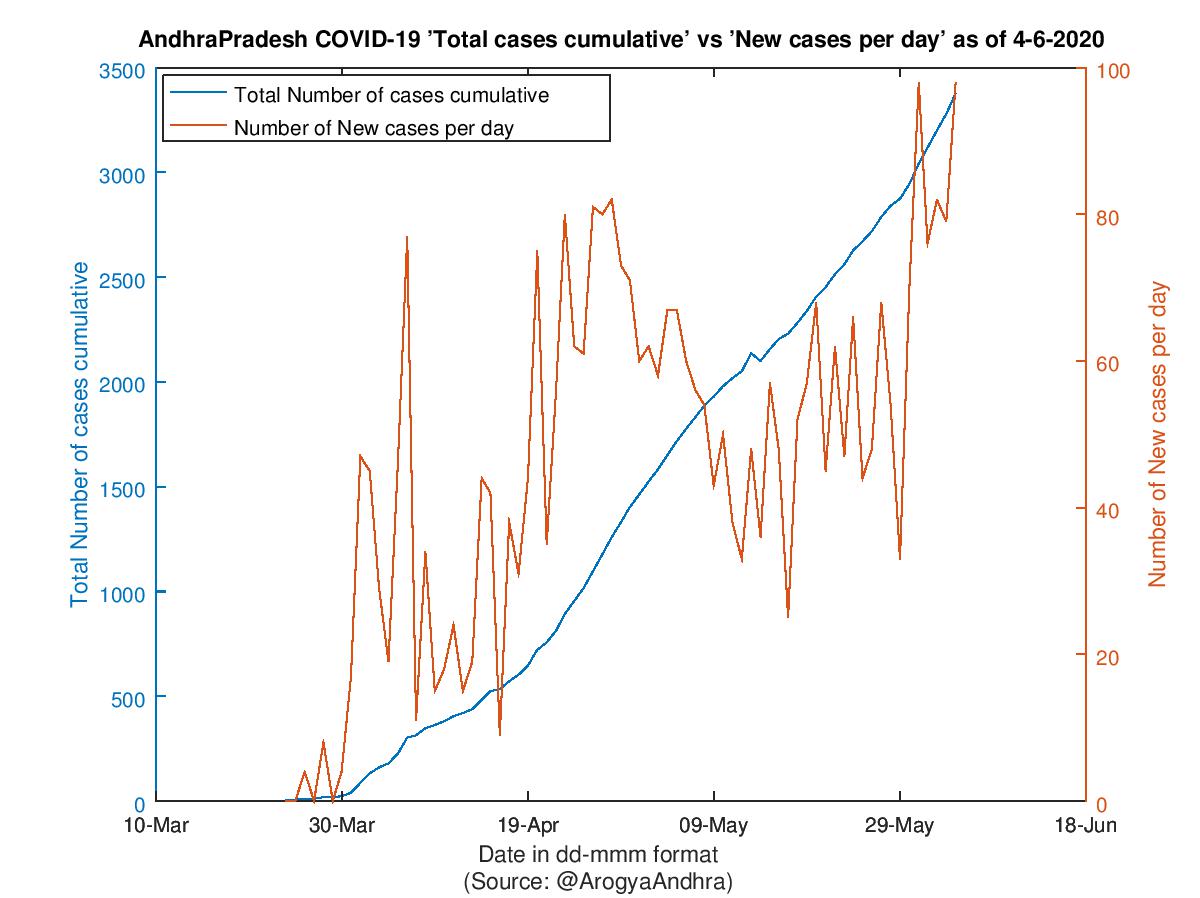 AndhraPradesh COVID-19 ’Total cases cumulative’ vs ’New cases per day’ as of 4-6-2020
Total Number of cases cumulative
Number of New cases per day
3500
3000
2500
2000
1500
1000
500
0
Total Number of cases cumulative
100
80
60
40
20
0
Number of New cases per day
10-Mar 30-Mar 19-Apr 09-May 29-May 18-Jun
Date in dd-mmm format
(Source: @ArogyaAndhra)